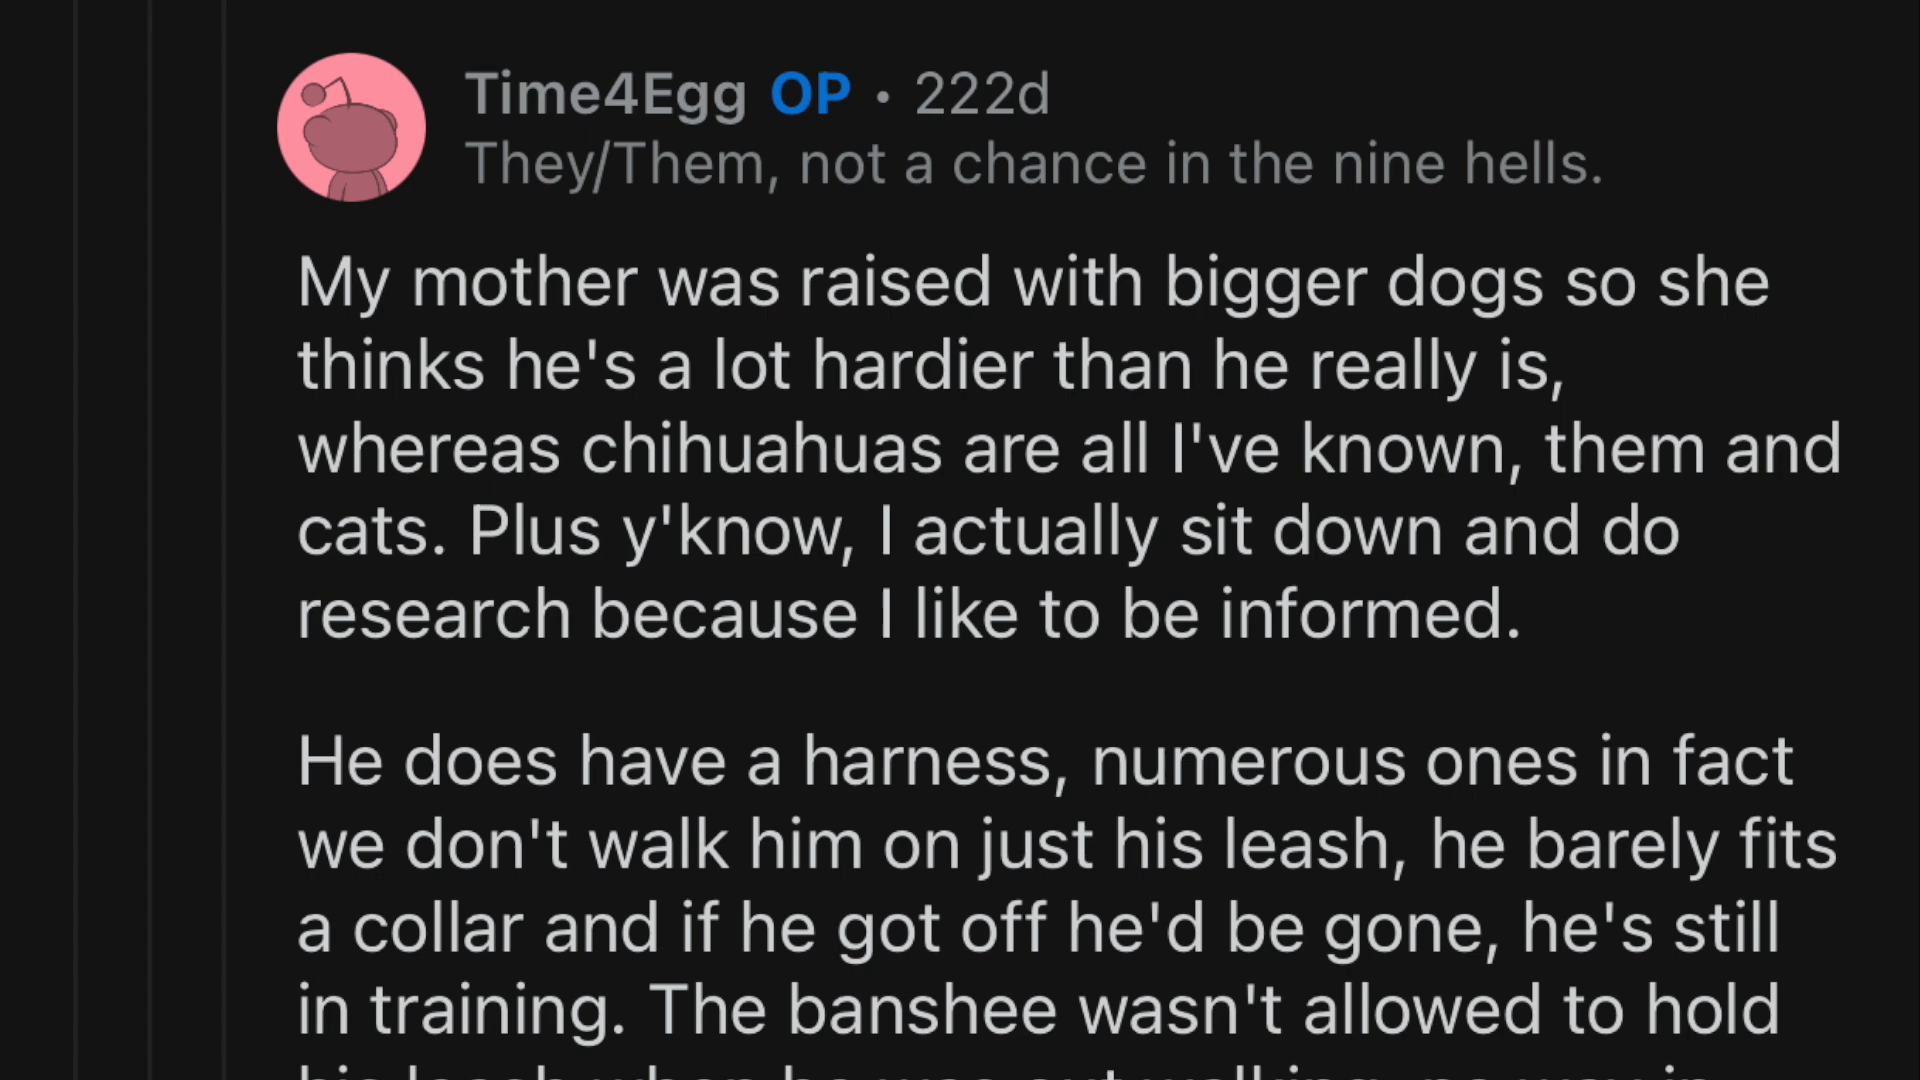 Time4Egg OP • 222d
They/Them, not a chance in the nine hells.
My mother was raised with bigger dogs so she
thinks he's a lot hardier than he really is,
whereas chihuahuas are all I've known, them and
cats. Plus y'know, I actually sit down and do
research because I like to be informed.
He does have a harness, numerous ones in fact
we don't walk him on just his leash, he barely fits
a collar and if he got off he'd be gone, he's still
in training. The banshee wasn't allowed to hold